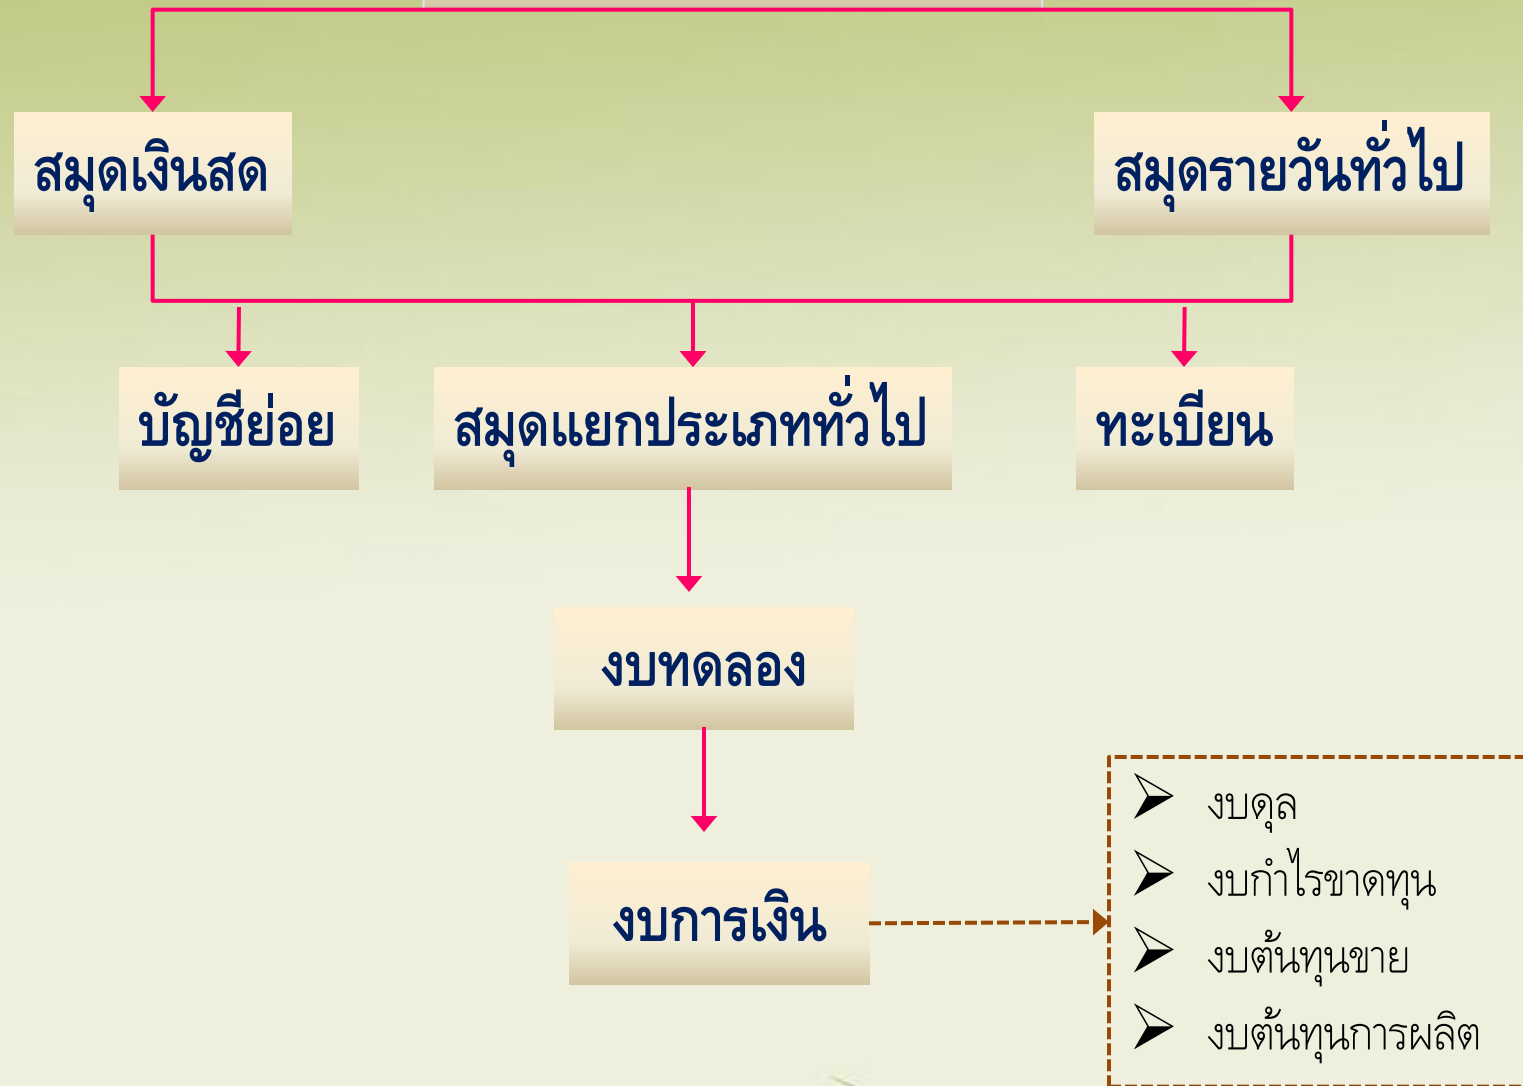 สมุดเงินสด
สมุดรายวันทั่วไป
บัญชีย่อย
สมุดแยกประเภททั่วไป
ทะเบียน
งบทดลอง
งบการเงิน
งบดุล
งบกำไรขาดทุน
งบต้นทุนขาย
งบต้นทุนการผลิต